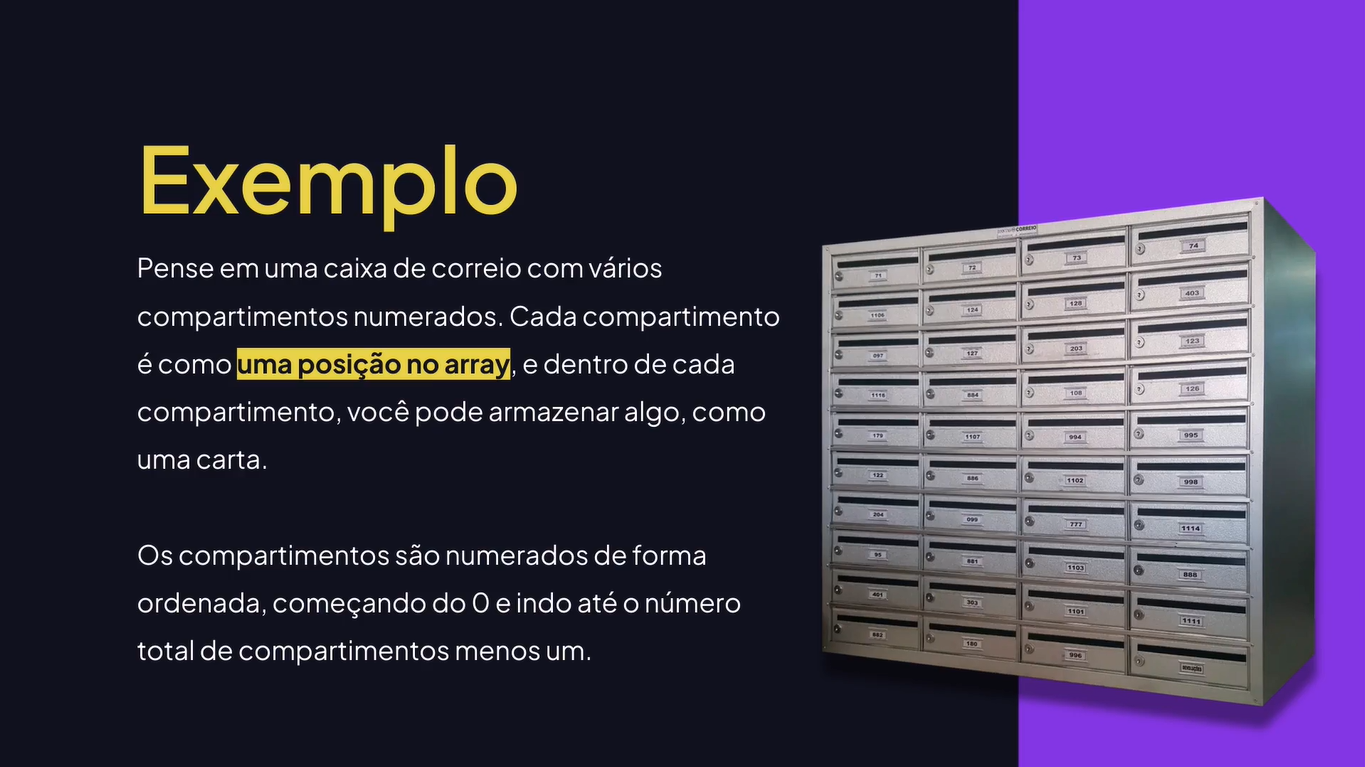 Exemplo
Pense em uma caixa de correio com vários
compartimentos numerados. Cada compartimento
é como uma posição no array, e dentro de cada
compartimento, você pode armazenar algo, como
uma carta.
Os compartimentos são numerados de forma
ordenada, começando do 0 e indo até o número
total de compartimentos menos um.
CORREIO
71 72 73 74
1106 124 128 403
097 127 203 123
1116 884 108 126
179 1107 994 995
122 886 1102 998
204 099 777 1114
95 881 1103 888
401 363 1101 1111
882 180 996